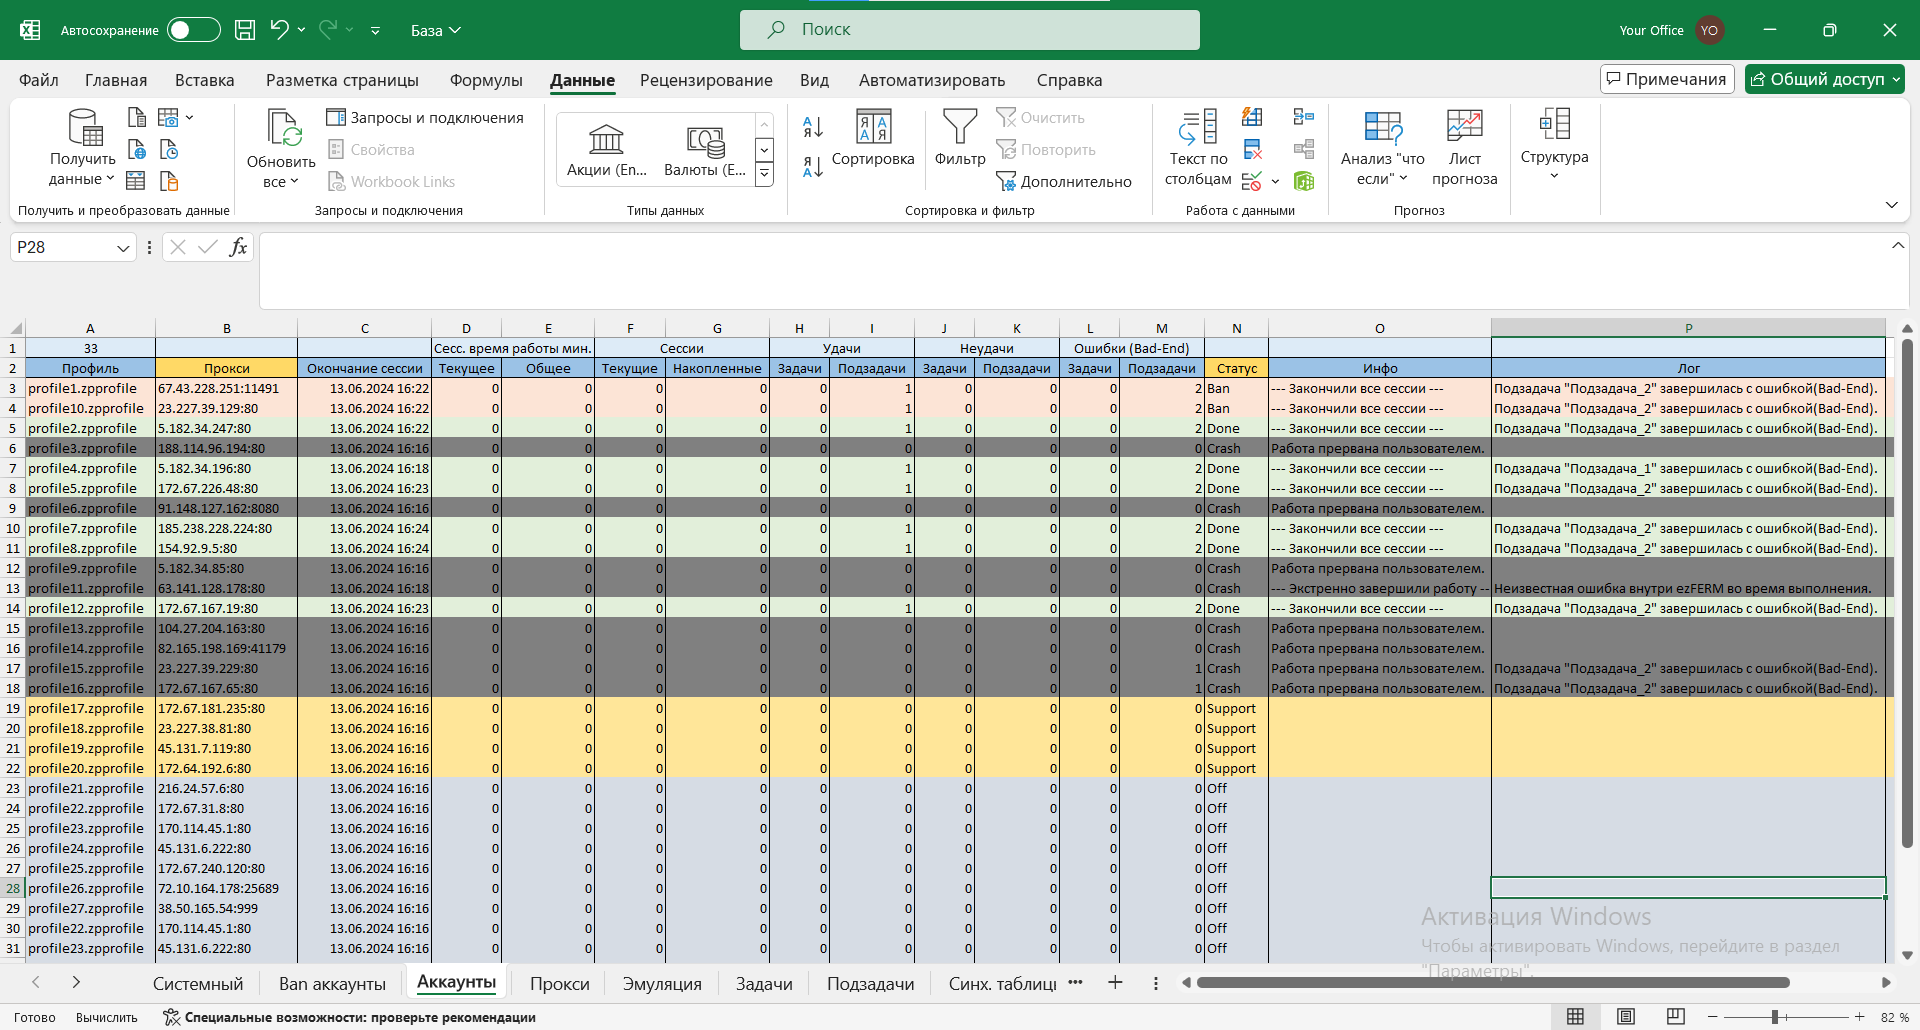 Автосохранение
База
Поиск
Your Office
YO
Файл Главная Вставка Разметка страницы Формулы Данные Рецензирование Вид Автоматизировать Справка
Примечания
Общий доступ
Получить данные
Обновить все
Запросы и подключения
Свойства
Workbook Links
Акции (En...
Валюты (E...
Сортировка
Фильтр
Очистить
Повторить
Дополнительно
Текст по столбцам
Анализ "что если"
Лист прогноза
Структура
Получить и преобразовать данные
Запросы и подключения
Типы данных
Сортировка и фильтр
Работа с данными
Прогноз
P28
fx
A B C D E F G H I J K L M N O P
1 33 Сесс. время работы мин. Сессии Удачи Неудачи Ошибки (Bad-End)
2 Профиль Прокси Окончание сессии Текущее Общее Текущие Накопленные Задачи Подзадачи Задачи Подзадачи Задачи Подзадачи Статус Инфо Лог
3 profile1.zpprofile 67.43.228.251:11491 13.06.2024 16:22 0 0 0 0 0 1 0 0 0 2 Ban --- Закончили все сессии --- Подзадача "Подзадача_2" завершилась с ошибкой(Bad-End).
4 profile10.zpprofile 23.227.39.129:80 13.06.2024 16:22 0 0 0 0 0 1 0 0 0 2 Ban --- Закончили все сессии --- Подзадача "Подзадача_2" завершилась с ошибкой(Bad-End).
5 profile2.zpprofile 5.182.34.247:80 13.06.2024 16:22 0 0 0 0 0 1 0 0 0 2 Done --- Закончили все сессии --- Подзадача "Подзадача_2" завершилась с ошибкой(Bad-End).
6 profile3.zpprofile 188.114.96.194:80 13.06.2024 16:16 0 0 0 0 0 0 0 0 0 0 Crash Работа прервана пользователем.
7 profile4.zpprofile 5.182.34.196:80 13.06.2024 16:18 0 0 0 0 0 1 0 0 0 2 Done --- Закончили все сессии --- Подзадача "Подзадача_1" завершилась с ошибкой(Bad-End).
8 profile5.zpprofile 172.67.226.48:80 13.06.2024 16:23 0 0 0 0 0 1 0 0 0 2 Done --- Закончили все сессии --- Подзадача "Подзадача_2" завершилась с ошибкой(Bad-End).
9 profile6.zpprofile 91.148.127.162:8080 13.06.2024 16:16 0 0 0 0 0 0 0 0 0 0 Crash Работа прервана пользователем.
10 profile7.zpprofile 185.238.228.224:80 13.06.2024 16:24 0 0 0 0 0 1 0 0 0 2 Done --- Закончили все сессии --- Подзадача "Подзадача_2" завершилась с ошибкой(Bad-End).
11 profile8.zpprofile 154.92.9.5:80 13.06.2024 16:24 0 0 0 0 0 1 0 0 0 2 Done --- Закончили все сессии --- Подзадача "Подзадача_2" завершилась с ошибкой(Bad-End).
12 profile9.zpprofile 5.182.34.85:80 13.06.2024 16:16 0 0 0 0 0 0 0 0 0 0 Crash Работа прервана пользователем.
13 profile11.zpprofile 63.141.128.178:80 13.06.2024 16:18 0 0 0 0 0 0 0 0 0 0 Crash --- Экстренно завершили работу -- Неизвестная ошибка внутри ezFERM во время выполнения.
14 profile12.zpprofile 172.67.167.19:80 13.06.2024 16:23 0 0 0 0 0 1 0 0 0 2 Done --- Закончили все сессии --- Подзадача "Подзадача_2" завершилась с ошибкой(Bad-End).
15 profile13.zpprofile 104.27.204.163:80 13.06.2024 16:16 0 0 0 0 0 0 0 0 0 0 Crash Работа прервана пользователем.
16 profile14.zpprofile 82.165.198.169:41179 13.06.2024 16:16 0 0 0 0 0 0 0 0 0 0 Crash Работа прервана пользователем.
17 profile15.zpprofile 23.227.39.229:80 13.06.2024 16:16 0 0 0 0 0 0 0 0 0 1 Crash Работа прервана пользователем. Подзадача "Подзадача_2" завершилась с ошибкой(Bad-End).
18 profile16.zpprofile 172.67.167.65:80 13.06.2024 16:16 0 0 0 0 0 0 0 0 0 1 Crash Работа прервана пользователем. Подзадача "Подзадача_2" завершилась с ошибкой(Bad-End).
19 profile17.zpprofile 172.67.181.235:80 13.06.2024 16:16 0 0 0 0 0 0 0 0 0 0 Support
20 profile18.zpprofile 23.227.38.81:80 13.06.2024 16:16 0 0 0 0 0 0 0 0 0 0 Support
21 profile19.zpprofile 45.131.7.119:80 13.06.2024 16:16 0 0 0 0 0 0 0 0 0 0 Support
22 profile20.zpprofile 172.64.192.6:80 13.06.2024 16:16 0 0 0 0 0 0 0 0 0 0 Support
23 profile21.zpprofile 216.24.57.6:80 13.06.2024 16:16 0 0 0 0 0 0 0 0 0 0 Off
24 profile22.zpprofile 172.67.31.8:80 13.06.2024 16:16 0 0 0 0 0 0 0 0 0 0 Off
25 profile23.zpprofile 170.114.45.1:80 13.06.2024 16:16 0 0 0 0 0 0 0 0 0 0 Off
26 profile24.zpprofile 45.131.6.222:80 13.06.2024 16:16 0 0 0 0 0 0 0 0 0 0 Off
27 profile25.zpprofile 172.67.240.120:80 13.06.2024 16:16 0 0 0 0 0 0 0 0 0 0 Off
28 profile26.zpprofile 72.10.164.178:25689 13.06.2024 16:16 0 0 0 0 0 0 0 0 0 0 Off
29 profile27.zpprofile 38.50.165.54:999 13.06.2024 16:16 0 0 0 0 0 0 0 0 0 0 Off
30 profile22.zpprofile 170.114.45.1:80 13.06.2024 16:16 0 0 0 0 0 0 0 0 0 0 Off
31 profile23.zpprofile 45.131.6.222:80 13.06.2024 16:16 0 0 0 0 0 0 0 0 0 0 Off
Активация Windows
Чтобы активировать Windows, перейдите в раздел
"Параметры".
Системный Ban аккаунты Аккаунты Прокси Эмуляция Задачи Подзадачи Синх. таблиц
Готово Вычислить Специальные возможности: проверьте рекомендации
82 %